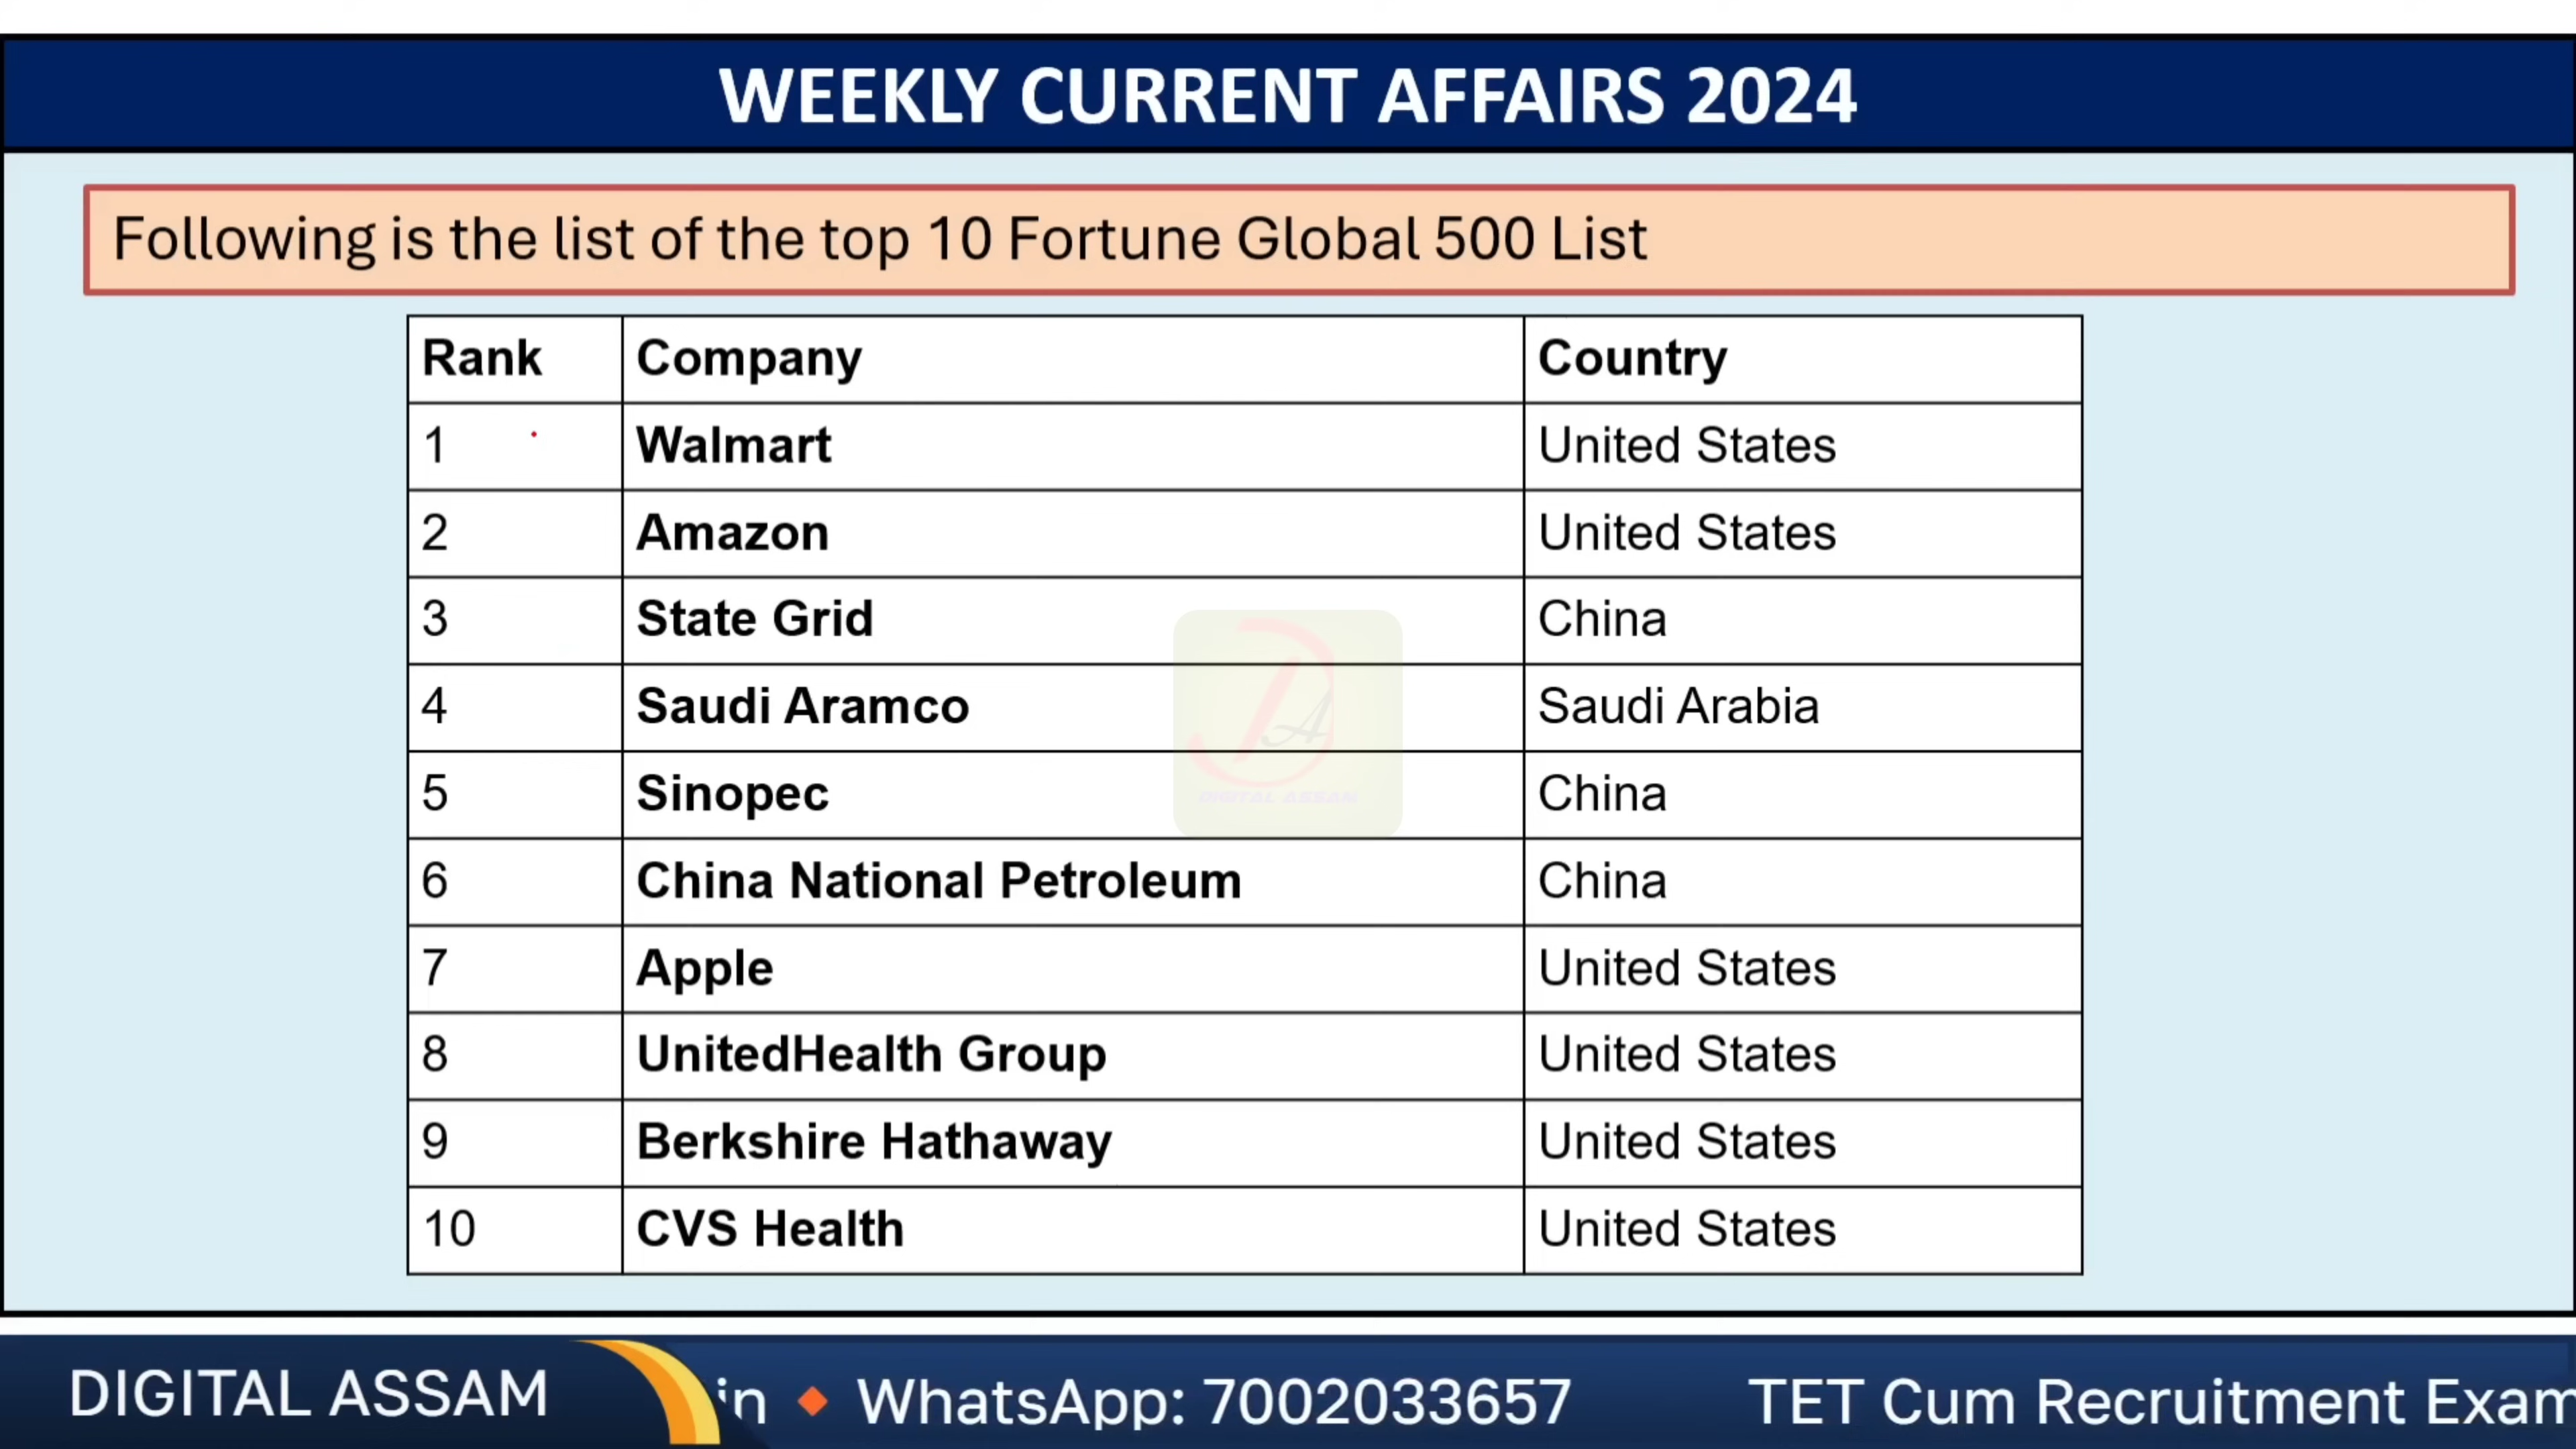 WEEKLY CURRENT AFFAIRS 2024
Following is the list of the top 10 Fortune Global 500 List
Rank Company Country
1 Walmart United States
2 Amazon United States
3 State Grid China
4 Saudi Aramco Saudi Arabia
5 Sinopec China
6 China National Petroleum China
7 Apple United States
8 UnitedHealth Group United States
9 Berkshire Hathaway United States
10 CVS Health United States
DIGITAL ASSAM
DIGITAL ASSAM in WhatsApp: 7002033657 TET Cum Recruitment Exam